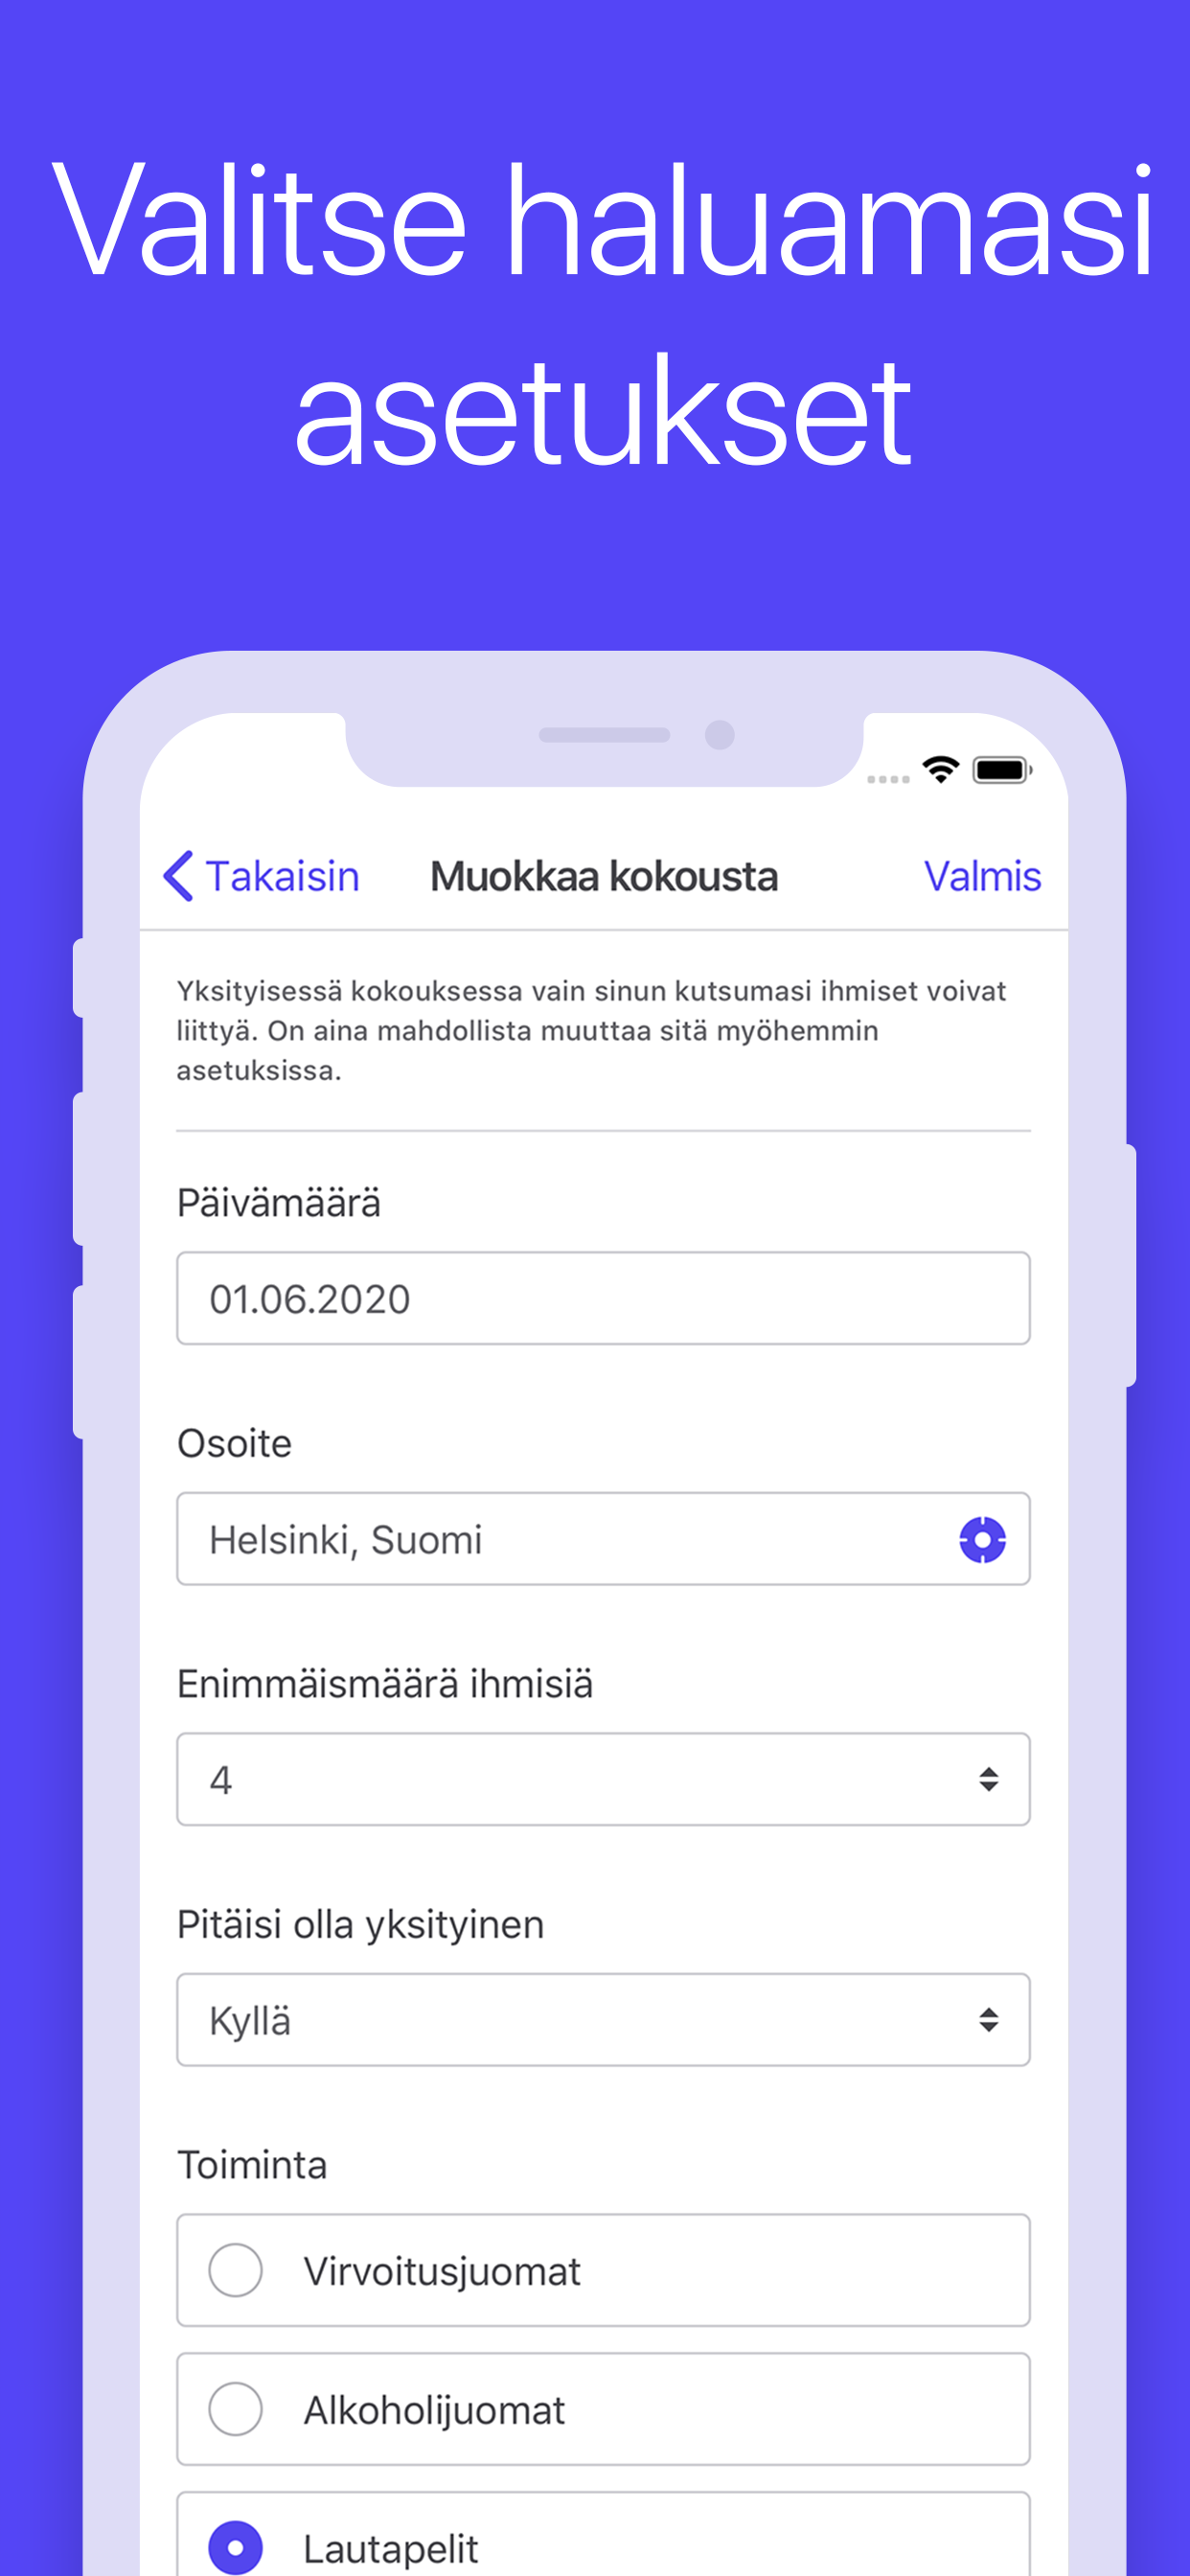 Valitse haluamasi
asetukset
Takaisin
Muokkaa kokousta
Valmis
Yksityisessä kokouksessa vain sinun kutsumasi ihmiset voivat
liittyä. On aina mahdollista muuttaa sitä myöhemmin
asetuksissa.
Päivämäärä
01.06.2020
Osoite
Helsinki, Suomi
Enimmäismäärä ihmisiä
4
Pitäisi olla yksityinen
Kyllä
Toiminta
Virvoitusjuomat
Alkoholijuomat
Lautapelit